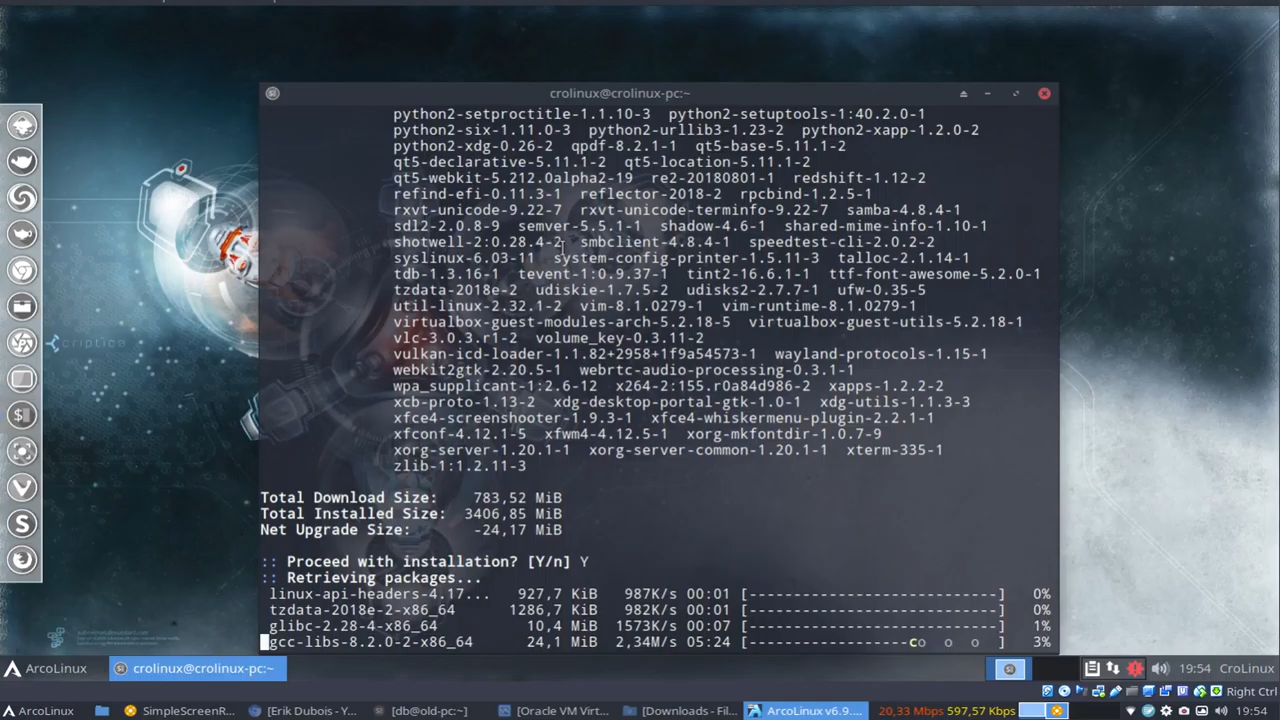 crolinux@crolinux-pc:~
python2-setproctitle-1.1.10-3  python2-setuptools-1:40.2.0-1
python2-six-1.11.0-3  python2-urllib3-1.23-2  python2-xapp-1.2.0-2
python2-xdg-0.26-2  qpdf-8.2.1-1  qt5-base-5.11.1-2
qt5-declarative-5.11.1-2  qt5-location-5.11.1-2
qt5-webkit-5.212.0alpha2-19  re2-20180801-1  redshift-1.12-2
refind-efi-0.11.3-1  reflector-2018-2  rpcbind-1.2.5-1
rxvt-unicode-9.22-7  rxvt-unicode-terminfo-9.22-7  samba-4.8.4-1
sdl2-2.0.8-9  semver-5.5.1-1  shadow-4.6-1  shared-mime-info-1.10-1
shotwell-2:0.28.4-2  smbclient-4.8.4-1  speedtest-cli-2.0.2-2
syslinux-6.03-11  system-config-printer-1.5.11-3  talloc-2.1.14-1
tdb-1.3.16-1  tevent-1:0.9.37-1  tint2-16.6.1-1  ttf-font-awesome-5.2.0-1
tzdata-2018e-2  udiskie-1.7.5-2  udisks2-2.7.7-1  ufw-0.35-5
util-linux-2.32.1-2  vim-8.1.0279-1  vim-runtime-8.1.0279-1
virtualbox-guest-modules-arch-5.2.18-5  virtualbox-guest-utils-5.2.18-1
vlc-3.0.3.r1-2  volume_key-0.3.11-2
vulkan-icd-loader-1.1.82+2958+1f9a54573-1  wayland-protocols-1.15-1
webkit2gtk-2.20.5-1  webrtc-audio-processing-0.3.1-1
wpa_supplicant-1:2.6-12  x264-2:155.r0a84d986-2  xapps-1.2.2-2
xcb-proto-1.13-2  xdg-desktop-portal-gtk-1.0-1  xdg-utils-1.1.3-3
xfce4-screenshooter-1.9.3-1  xfce4-whiskermenu-plugin-2.2.1-1
xfconf-4.12.1-5  xfwm4-4.12.5-1  xorg-mkfontdir-1.0.7-9
xorg-server-1.20.1-1  xorg-server-common-1.20.1-1  xterm-335-1
zlib-1:1.2.11-3
Total Download Size:    783,52 MiB
Total Installed Size:  3406,85 MiB
Net Upgrade Size:       -24,17 MiB
:: Proceed with installation? [Y/n] Y
:: Retrieving packages...
linux-api-headers-4.17...   927,7 KiB   987K/s 00:01 [----------------------------]   0%
tzdata-2018e-2-x86_64      1286,7 KiB   982K/s 00:01 [----------------------------]   0%
glibc-2.28-4-x86_64          10,4 MiB  1573K/s 00:07 [----------------------------]   1%
gcc-libs-8.2.0-2-x86_64      24,1 MiB  2,34M/s 05:24 [------------------co  o  o  ]   3%
criptica
ArcoLinux  crolinux@crolinux-pc:~  19:54  CroLinux
Right Ctrl
ArcoLinux  SimpleScreenR...  [Erik Dubois - Y...  [db@old-pc:~]  [Oracle VM Virt...  [Downloads - Fil...  ArcoLinux v6.9....  20,33 Mbps 597,57 Kbps  19:54